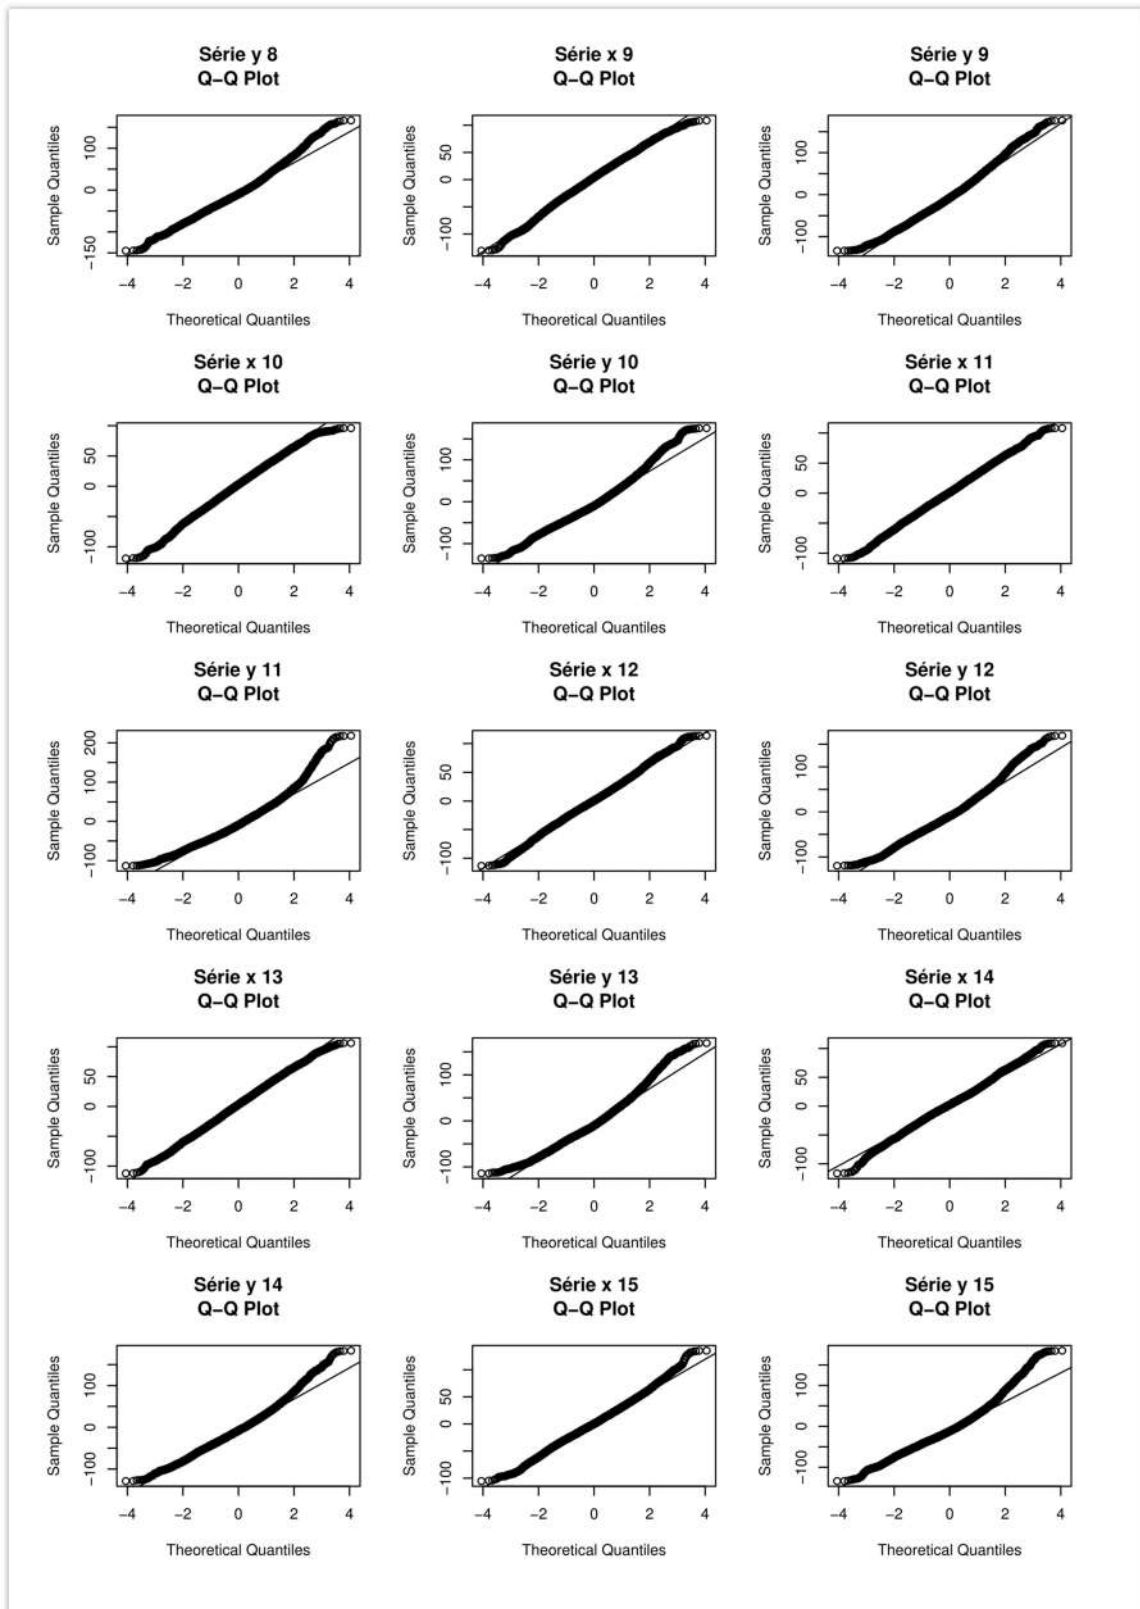 Série y 8
Q−Q Plot
Sample Quantiles
−150 0 100
−4 −2 0 2 4
Theoretical Quantiles
Série x 9
Q−Q Plot
Sample Quantiles
−100 0 50
−4 −2 0 2 4
Theoretical Quantiles
Série y 9
Q−Q Plot
Sample Quantiles
−100 0 100
−4 −2 0 2 4
Theoretical Quantiles
Série x 10
Q−Q Plot
Sample Quantiles
−100 0 50
−4 −2 0 2 4
Theoretical Quantiles
Série y 10
Q−Q Plot
Sample Quantiles
−100 0 100
−4 −2 0 2 4
Theoretical Quantiles
Série x 11
Q−Q Plot
Sample Quantiles
−100 0 50
−4 −2 0 2 4
Theoretical Quantiles
Série y 11
Q−Q Plot
Sample Quantiles
−100 0 100 200
−4 −2 0 2 4
Theoretical Quantiles
Série x 12
Q−Q Plot
Sample Quantiles
−100 0 50
−4 −2 0 2 4
Theoretical Quantiles
Série y 12
Q−Q Plot
Sample Quantiles
−100 0 100
−4 −2 0 2 4
Theoretical Quantiles
Série x 13
Q−Q Plot
Sample Quantiles
−100 0 50
−4 −2 0 2 4
Theoretical Quantiles
Série y 13
Q−Q Plot
Sample Quantiles
−100 0 100
−4 −2 0 2 4
Theoretical Quantiles
Série x 14
Q−Q Plot
Sample Quantiles
−100 0 50
−4 −2 0 2 4
Theoretical Quantiles
Série y 14
Q−Q Plot
Sample Quantiles
−100 0 100
−4 −2 0 2 4
Theoretical Quantiles
Série x 15
Q−Q Plot
Sample Quantiles
−100 0 50
−4 −2 0 2 4
Theoretical Quantiles
Série y 15
Q−Q Plot
Sample Quantiles
−100 0 100
−4 −2 0 2 4
Theoretical Quantiles